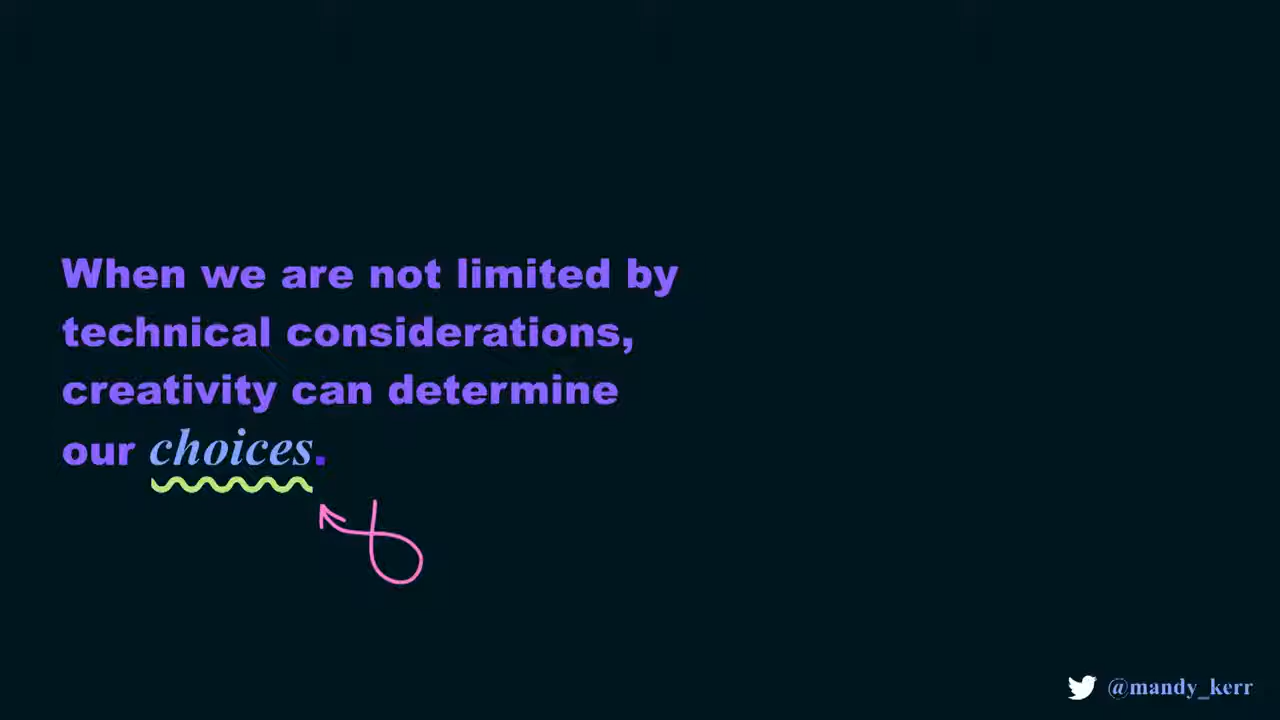 When we are not limited by
technical considerations,
creativity can determine
our choices.
@mandy_kerr